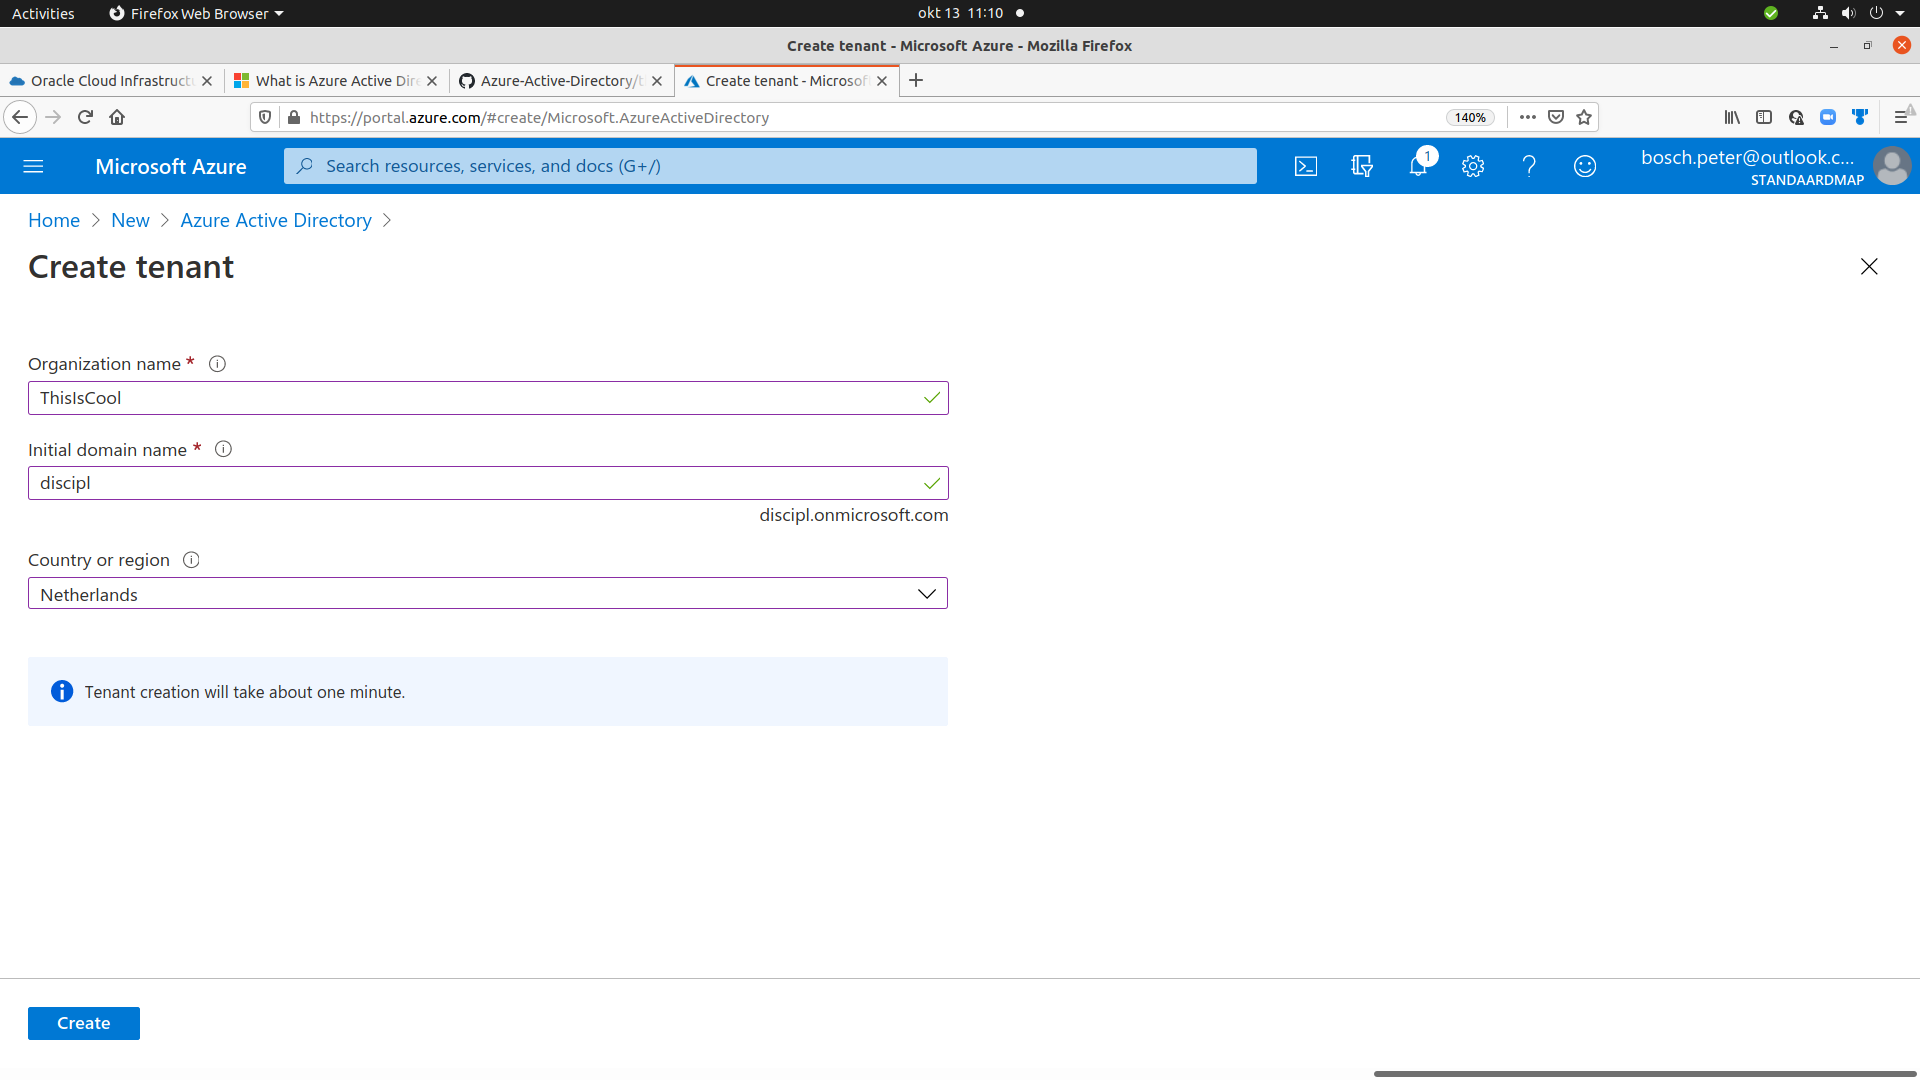 Activities
Firefox Web Browser
okt 13 11:10
Create tenant - Microsoft Azure - Mozilla Firefox
Oracle Cloud Infrastruct
What is Azure Active Dir
Azure-Active-Directory/t
Create tenant - Microsoft
https://portal.azure.com/#create/Microsoft.AzureActiveDirectory
140%
Microsoft Azure
Search resources, services, and docs (G+/)
1
bosch.peter@outlook.c...
STANDAARDMAP
Home > New > Azure Active Directory >
Create tenant
Organization name *
ThisIsCool
Initial domain name *
discipl
discipl.onmicrosoft.com
Country or region
Netherlands
Tenant creation will take about one minute.
Create